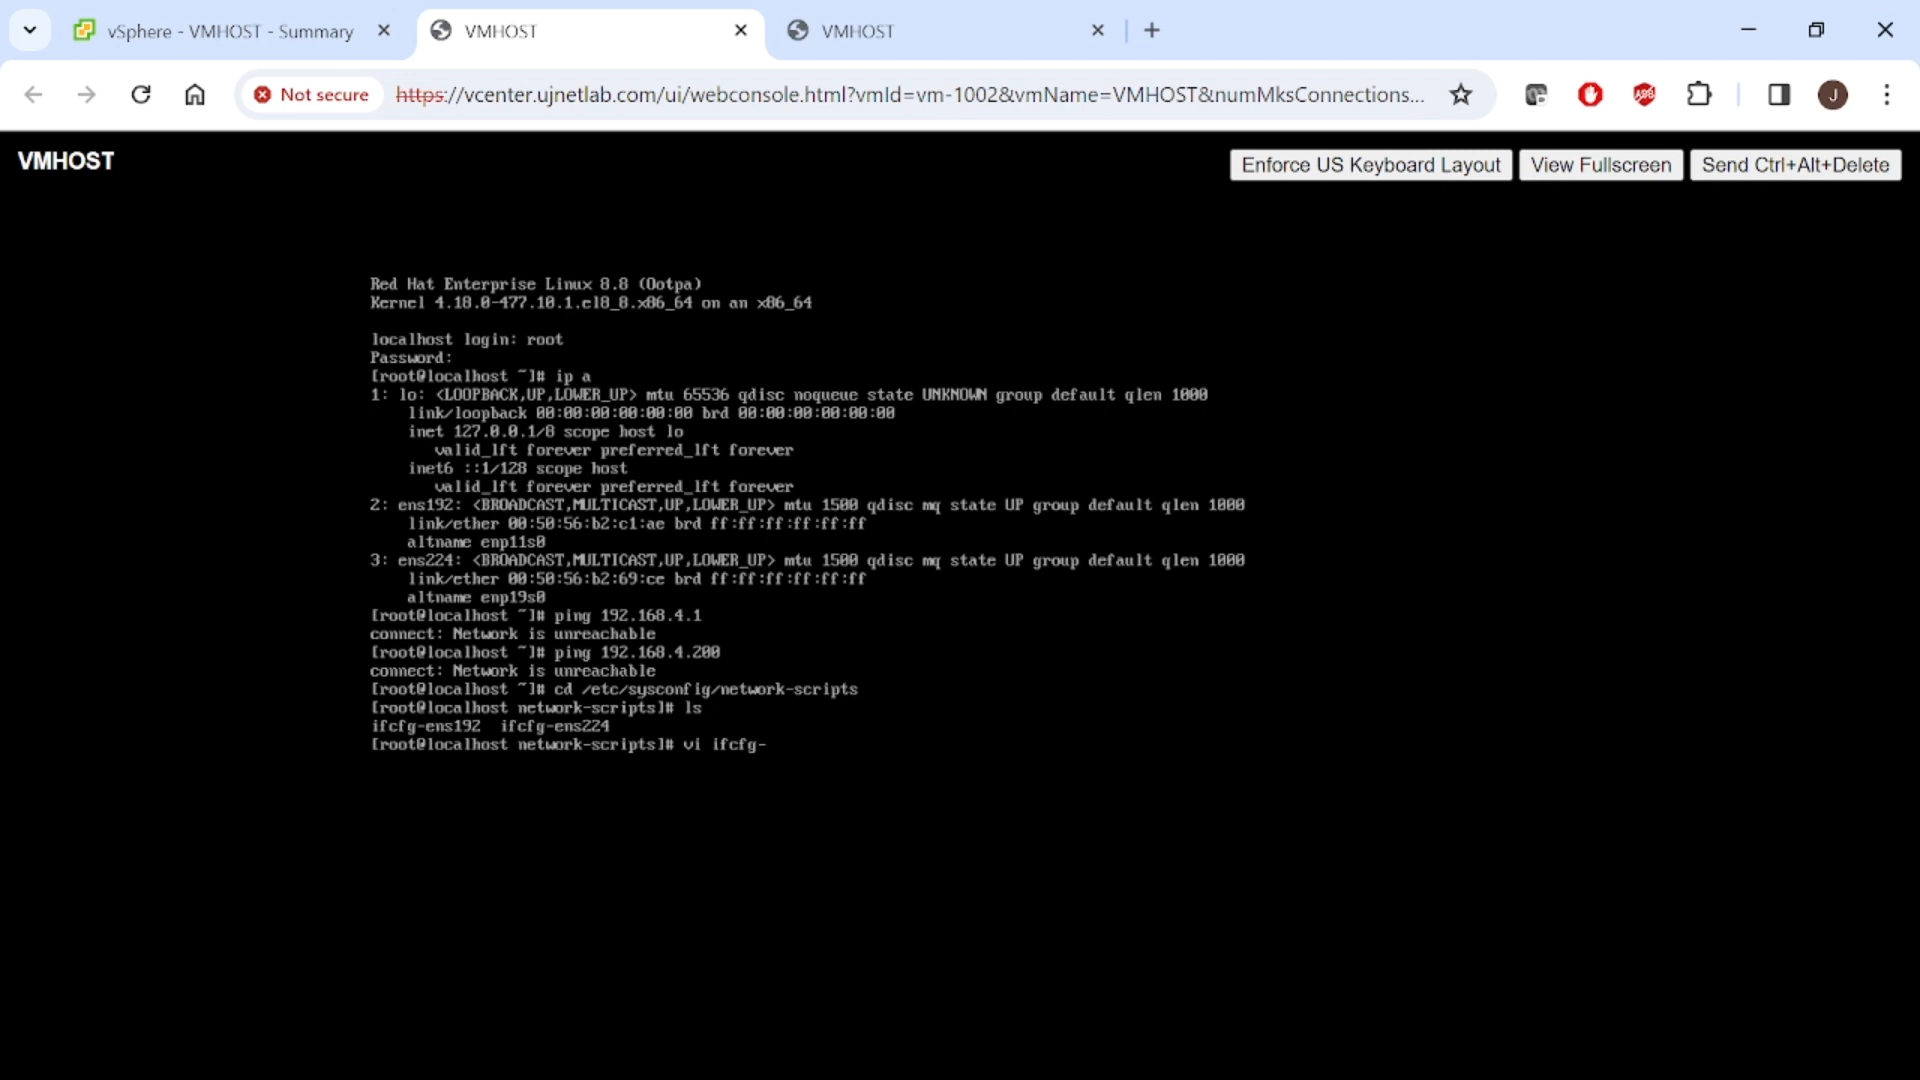 vSphere - VMHOST - Summary
VMHOST
VMHOST
Not secure
https://vcenter.ujnetlab.com/ui/webconsole.html?vmId=vm-1002&vmName=VMHOST&numMksConnections...
J
VMHOST
Enforce US Keyboard Layout
View Fullscreen
Send Ctrl+Alt+Delete
Red Hat Enterprise Linux 8.8 (Ootpa)
Kernel 4.18.0-477.10.1.el8_8.x86_64 on an x86_64
localhost login: root
Password:
[root@localhost ~]# ip a
1: lo: <LOOPBACK,UP,LOWER_UP> mtu 65536 qdisc noqueue state UNKNOWN group default qlen 1000
link/loopback 00:00:00:00:00:00 brd 00:00:00:00:00:00
inet 127.0.0.1/8 scope host lo
valid_lft forever preferred_lft forever
inet6 ::1/128 scope host
valid_lft forever preferred_lft forever
2: ens192: <BROADCAST,MULTICAST,UP,LOWER_UP> mtu 1500 qdisc mq state UP group default qlen 1000
link/ether 00:50:56:b2:c1:ae brd ff:ff:ff:ff:ff:ff
altname enp11s0
3: ens224: <BROADCAST,MULTICAST,UP,LOWER_UP> mtu 1500 qdisc mq state UP group default qlen 1000
link/ether 00:50:56:b2:69:ce brd ff:ff:ff:ff:ff:ff
altname enp19s0
[root@localhost ~]# ping 192.168.4.1
connect: Network is unreachable
[root@localhost ~]# ping 192.168.4.200
connect: Network is unreachable
[root@localhost ~]# cd /etc/sysconfig/network-scripts
[root@localhost network-scripts]# ls
ifcfg-ens192  ifcfg-ens224
[root@localhost network-scripts]# vi ifcfg-